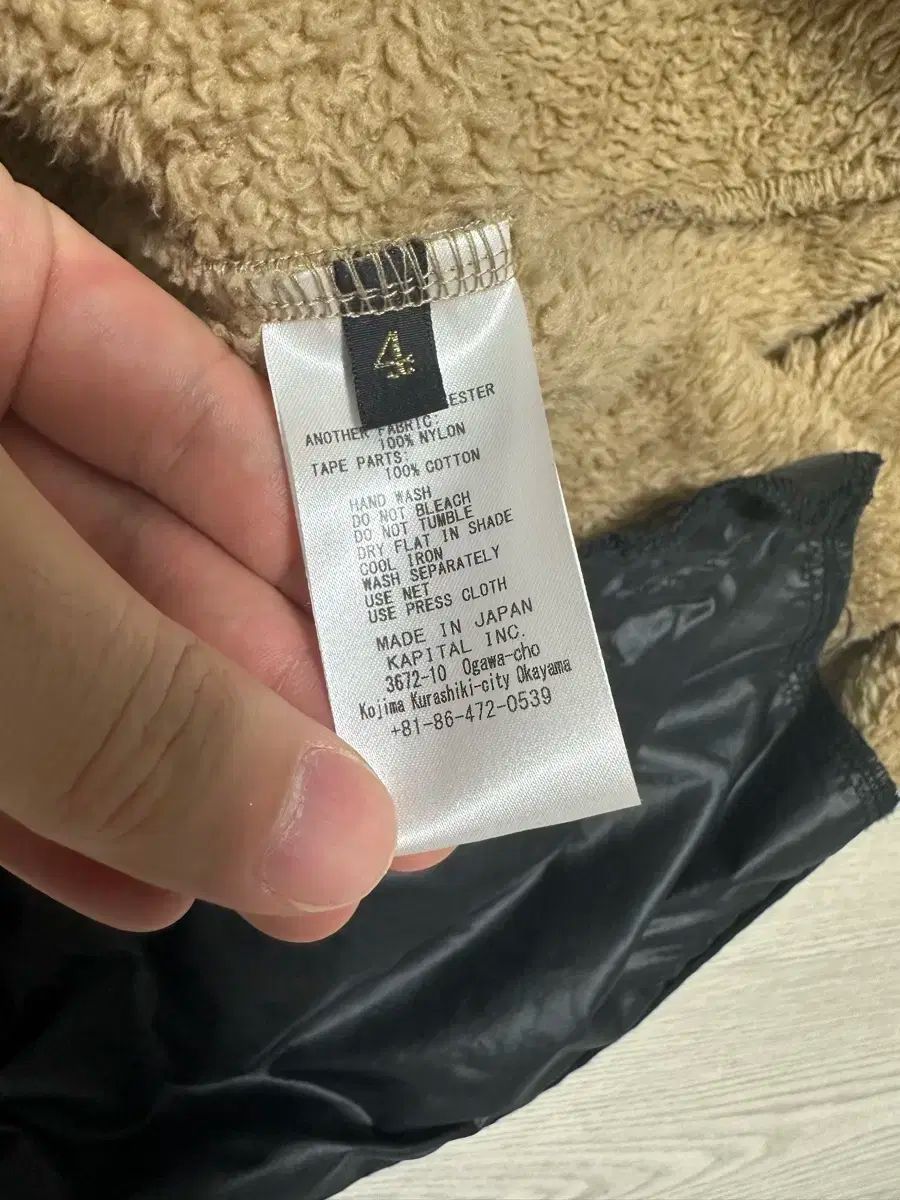 4
ESTER
ANOTHER FABRIC:
100% NYLON
TAPE PARTS:
100% COTTON
HAND WASH
DO NOT BLEACH
DO NOT TUMBLE
DRY FLAT IN SHADE
COOL IRON
WASH SEPARATELY
USE NET
USE PRESS CLOTH
MADE IN JAPAN
KAPITAL INC.
3672-10 Ogawa-cho
Kojima Kurashiki-city Okayama
+81-86-472-0539